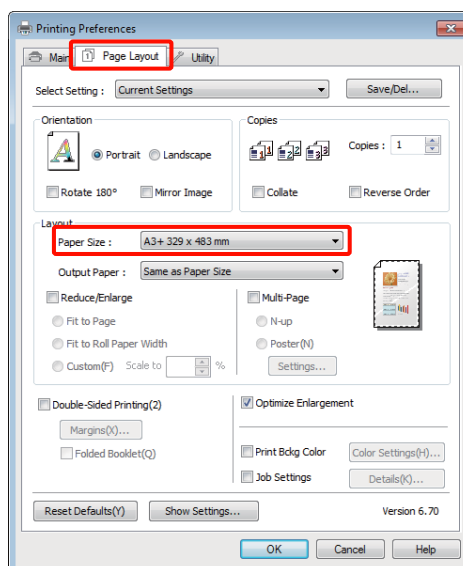 Printing Preferences
Main Page Layout Utility
Select Setting : Current Settings Save/Del...
Orientation
Portrait Landscape
Rotate 180° Mirror Image
Copies
Copies : 1
Collate Reverse Order
Layout
Paper Size : A3+ 329 x 483 mm
Output Paper : Same as Paper Size
Reduce/Enlarge
Fit to Page
Fit to Roll Paper Width
Custom(F) Scale to %
Multi-Page
N-up
Poster(N)
Settings...
Double-Sided Printing(2)
Margins(X)...
Folded Booklet(Q)
Optimize Enlargement
Print Bckg Color Color Settings(H)...
Job Settings Details(K)...
Reset Defaults(Y) Show Settings... Version 6.70
OK Cancel Help